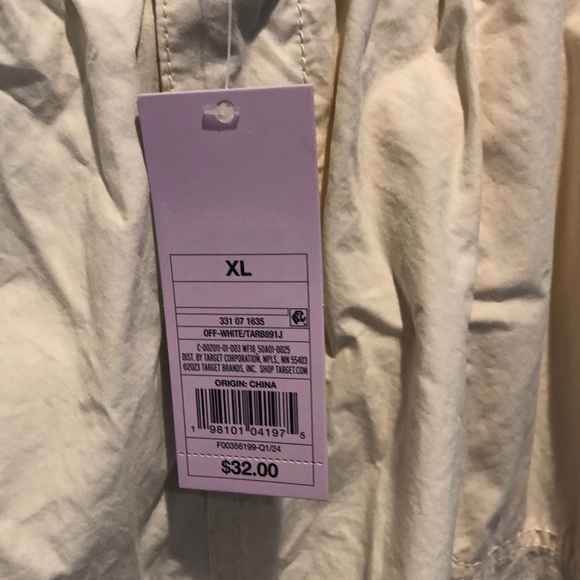 XL
331 07 1635
OFF-WHITE/TARB891J
C-002011-01-003 MF18_50A01-0025
DIST. BY TARGET CORPORATION, MPLS., MN 55403
©2023 TARGET BRANDS, INC. SHOP TARGET.COM
ORIGIN: CHINA
1 98101 04197 5
F00356199-Q1/24
$32.00